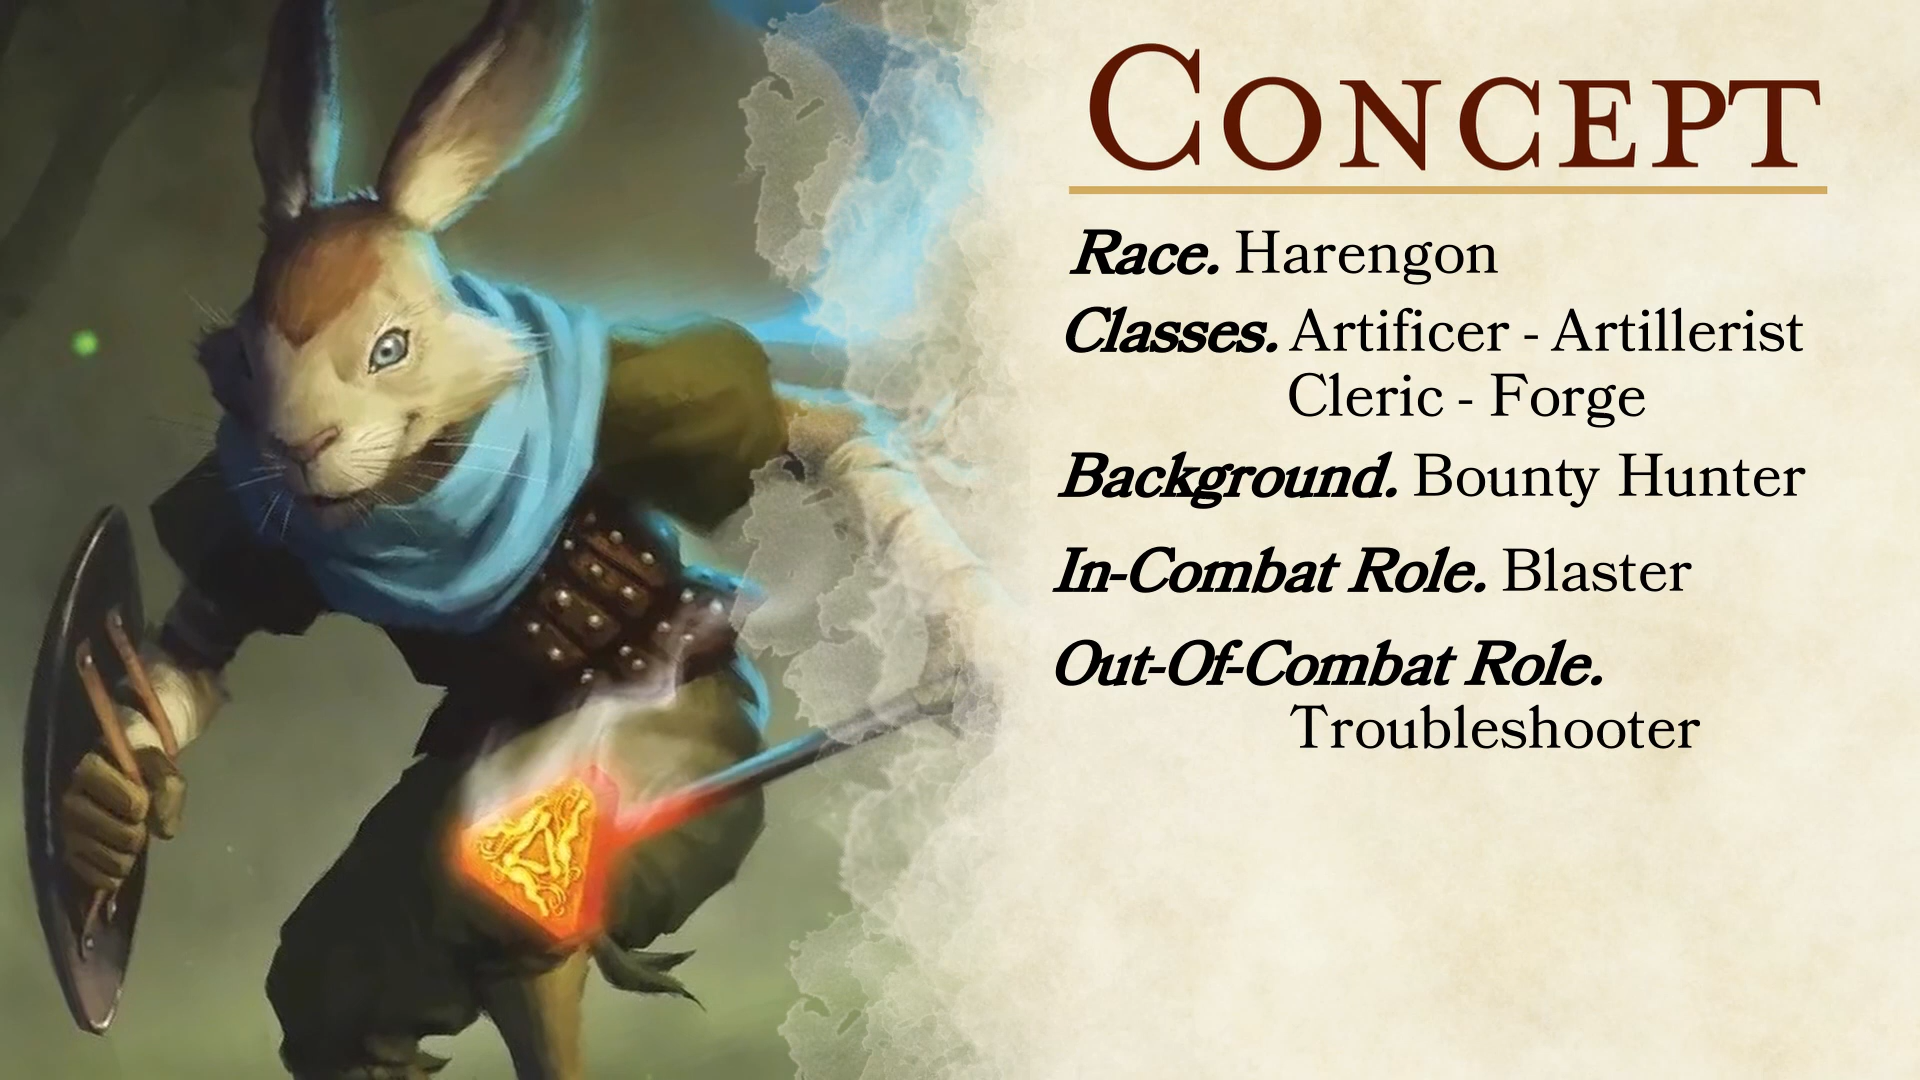 Concept
Race. Harengon
Classes. Artificer - Artillerist
Cleric - Forge
Background. Bounty Hunter
In-Combat Role. Blaster
Out-Of-Combat Role.
Troubleshooter